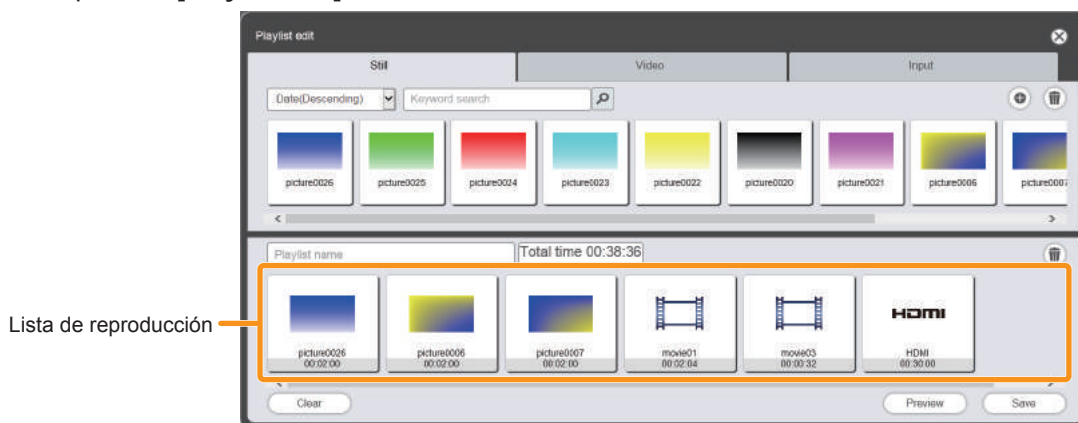 Playlist edit
Still
Video
Input
Date(Descending)
Keyword search
picture0026
picture0025
picture0024
picture0023
picture0022
picture0020
picture0021
picture0006
picture0007
Playlist name
Total time 00:38:36
Lista de reproducción
picture0026
00:02:00
picture0006
00:02:00
picture0007
00:02:00
movie01
00:02:04
movie03
00:00:32
HDMI
HDMI
00:30:00
Clear
Preview
Save